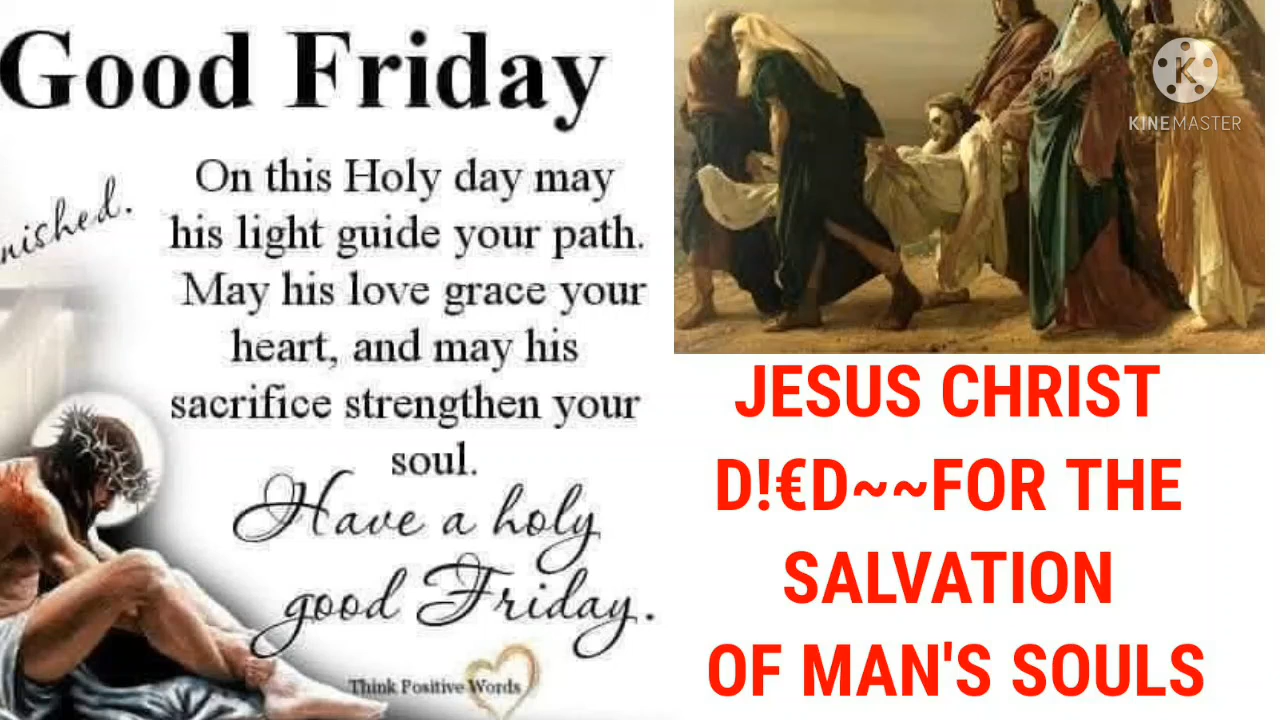 Good Friday
nished.
On this Holy day may
his light guide your path.
May his love grace your
heart, and may his
sacrifice strengthen your
soul.
Have a holy
good Friday.
Think Positive Words
KINEMASTER
JESUS CHRIST
D!€D~~FOR THE
SALVATION
OF MAN'S SOULS